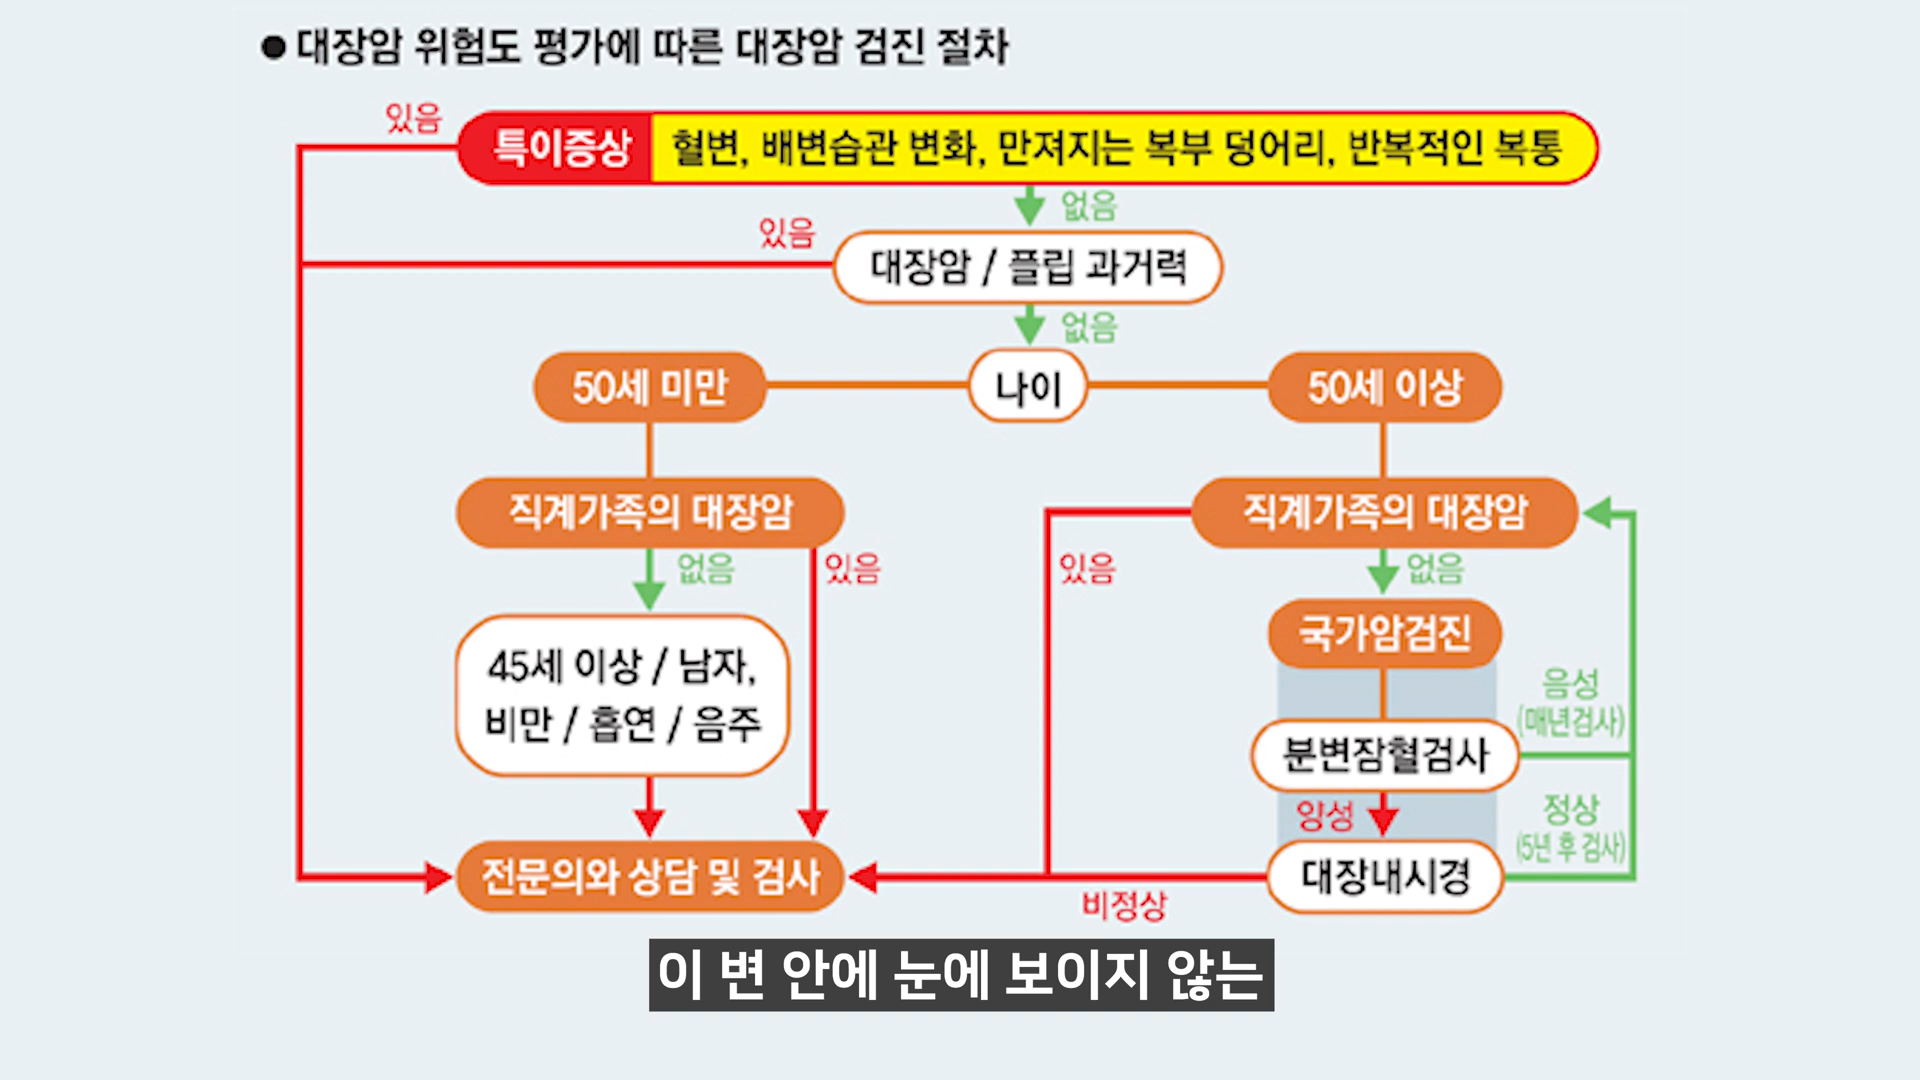 ● 대장암 위험도 평가에 따른 대장암 검진 절차
있음
특이증상 혈변, 배변습관 변화, 만져지는 복부 덩어리, 반복적인 복통
없음
있음
대장암 / 플립 과거력
없음
50세 미만
나이
50세 이상
직계가족의 대장암
직계가족의 대장암
없음
있음
있음
없음
45세 이상 / 남자,
비만 / 흡연 / 음주
국가암검진
음성
(매년검사)
분변잠혈검사
양성
정상
(5년 후 검사)
전문의와 상담 및 검사
대장내시경
비정상
이 변 안에 눈에 보이지 않는